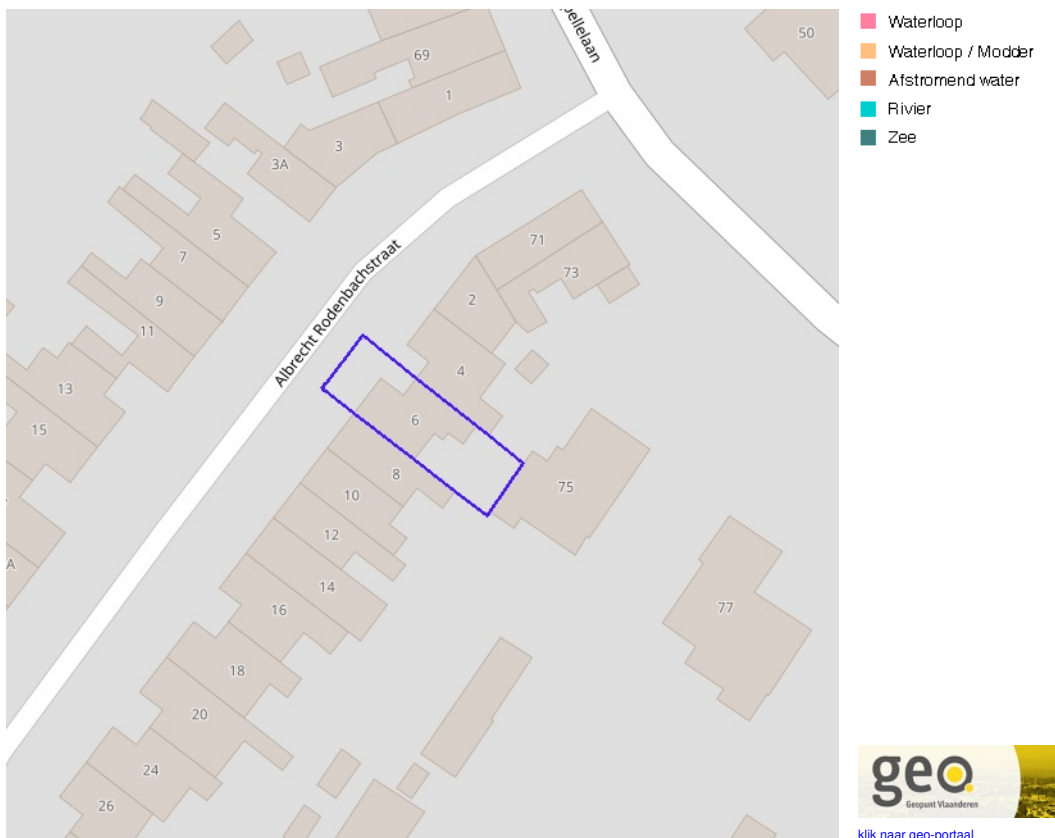 pellelaan
50
69
1
3
3A
5
7
9
11
13
15
A
Albrecht Rodenbachstraat
71
73
2
4
6
8
10
12
14
16
18
20
24
26
75
77
Waterloop
Waterloop / Modder
Afstromend water
Rivier
Zee
geo.
Geopunt Vlaanderen
klik naar geo-portaal